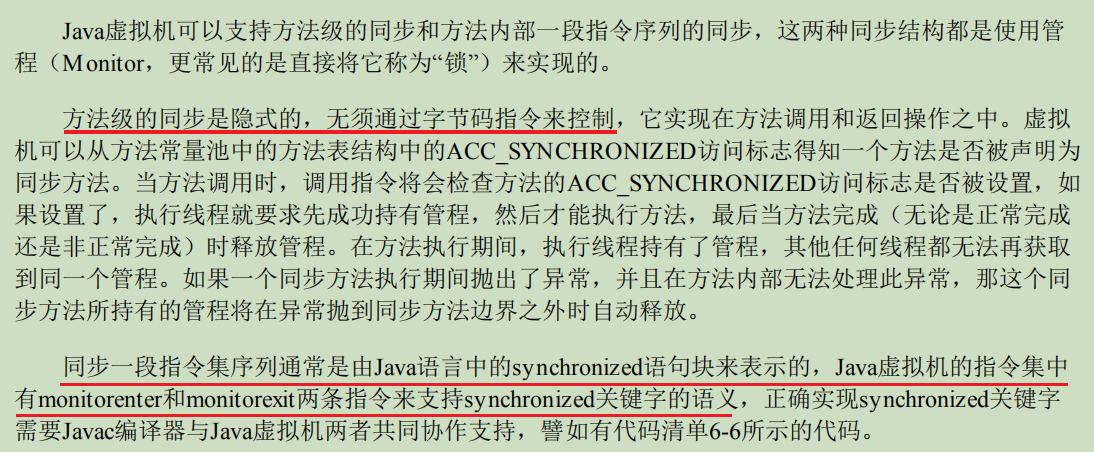 Java虚拟机可以支持方法级的同步和方法内部一段指令序列的同步，这两种同步结构都是使用管
程（Monitor，更常见的是直接将它称为“锁”）来实现的。
方法级的同步是隐式的，无须通过字节码指令来控制，它实现在方法调用和返回操作之中。虚拟
机可以从方法常量池中的方法表结构中的ACC_SYNCHRONIZED访问标志得知一个方法是否被声明为
同步方法。当方法调用时，调用指令将会检查方法的ACC_SYNCHRONIZED访问标志是否被设置，如
果设置了，执行线程就要求先成功持有管程，然后才能执行方法，最后当方法完成（无论是正常完成
还是非正常完成）时释放管程。在方法执行期间，执行线程持有了管程，其他任何线程都无法再获取
到同一个管程。如果一个同步方法执行期间抛出了异常，并且在方法内部无法处理此异常，那这个同
步方法所持有的管程将在异常抛到同步方法边界之外时自动释放。
同步一段指令集序列通常是由Java语言中的synchronized语句块来表示的，Java虚拟机的指令集中
有monitorenter和monitorexit两条指令来支持synchronized关键字的语义，正确实现synchronized关键字
需要Javac编译器与Java虚拟机两者共同协作支持，譬如有代码清单6-6所示的代码。